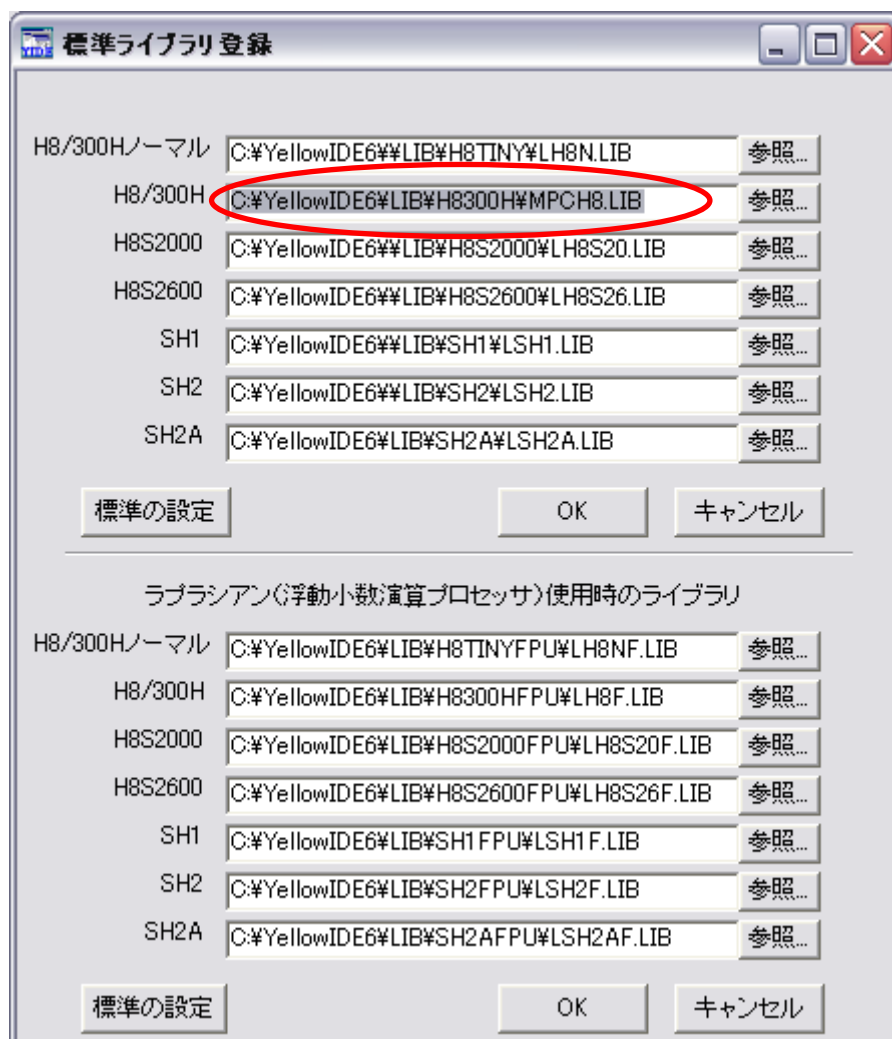 標準ライブラリ登録
H8/300Hノーマル C:¥YellowIDE6¥¥LIB¥H8TINY¥LH8N.LIB 参照...
H8/300H C:¥YellowIDE6¥LIB¥H8300H¥MPCH8.LIB 参照...
H8S2000 C:¥YellowIDE6¥¥LIB¥H8S2000¥LH8S20.LIB 参照...
H8S2600 C:¥YellowIDE6¥¥LIB¥H8S2600¥LH8S26.LIB 参照...
SH1 C:¥YellowIDE6¥¥LIB¥SH1¥LSH1.LIB 参照...
SH2 C:¥YellowIDE6¥¥LIB¥SH2¥LSH2.LIB 参照...
SH2A C:¥YellowIDE6¥LIB¥SH2A¥LSH2A.LIB 参照...
標準の設定 OK キャンセル
ラプラシアン(浮動小数演算プロセッサ)使用時のライブラリ
H8/300Hノーマル C:¥YellowIDE6¥LIB¥H8TINYFPU¥LH8NF.LIB 参照...
H8/300H C:¥YellowIDE6¥LIB¥H8300HFPU¥LH8F.LIB 参照...
H8S2000 C:¥YellowIDE6¥LIB¥H8S2000FPU¥LH8S20F.LIB 参照...
H8S2600 C:¥YellowIDE6¥LIB¥H8S2600FPU¥LH8S26F.LIB 参照...
SH1 C:¥YellowIDE6¥LIB¥SH1FPU¥LSH1F.LIB 参照...
SH2 C:¥YellowIDE6¥LIB¥SH2FPU¥LSH2F.LIB 参照...
SH2A C:¥YellowIDE6¥LIB¥SH2AFPU¥LSH2AF.LIB 参照...
標準の設定 OK キャンセル